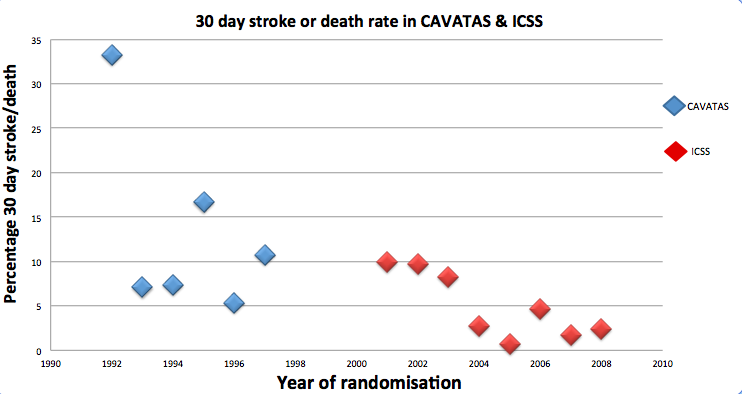 30 day stroke or death rate in CAVATAS & ICSS
Percentage 30 day stroke/death
35
30
25
20
15
10
5
0
1990 1992 1994 1996 1998 2000 2002 2004 2006 2008 2010
Year of randomisation
CAVATAS
ICSS